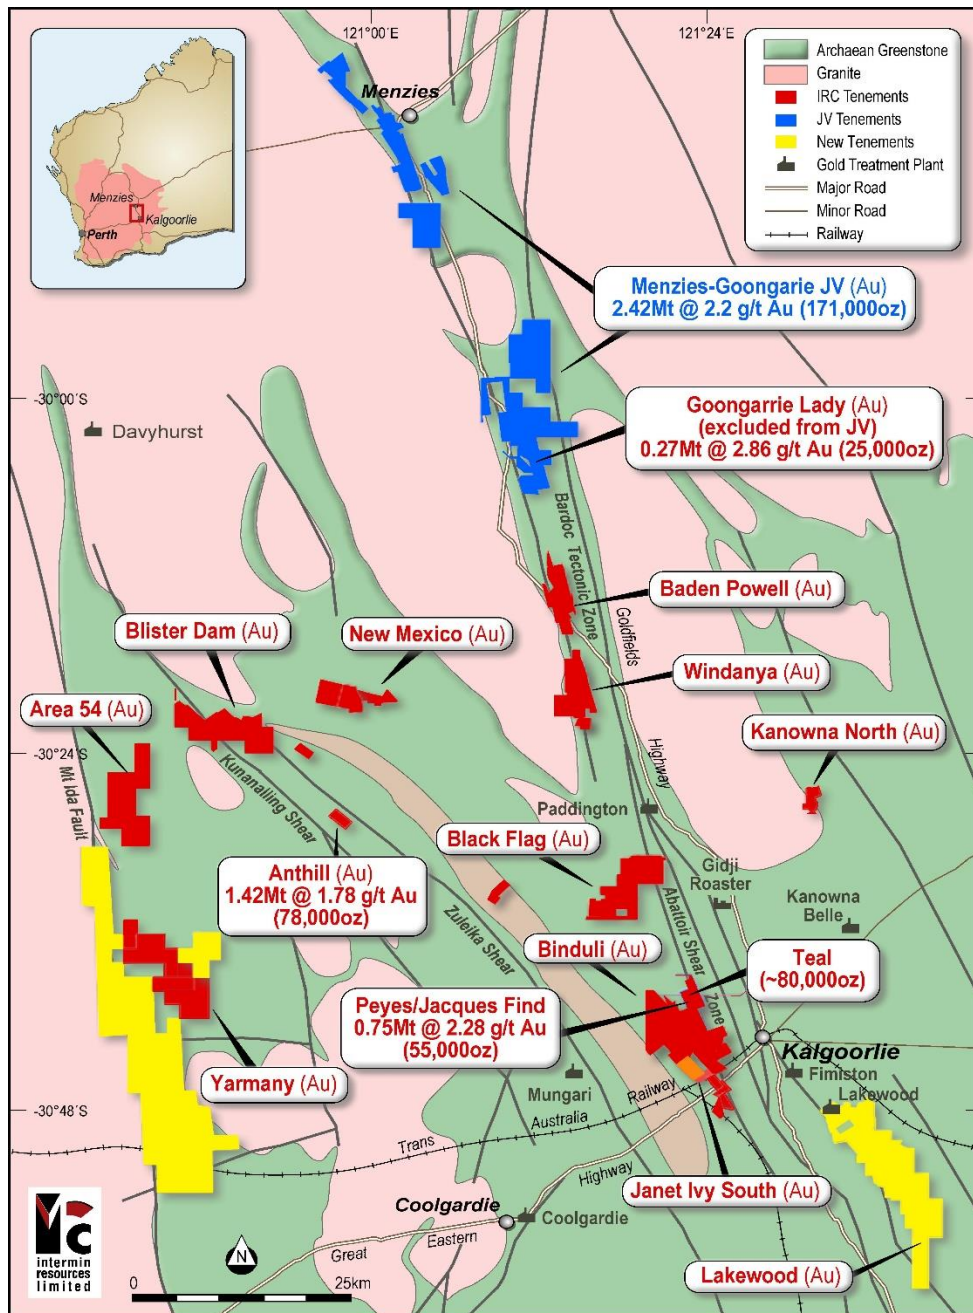 121°00´E
121°24´E
Archaean Greenstone
Granite
IRC Tenements
JV Tenements
New Tenements
Gold Treatment Plant
Major Road
Minor Road
Railway
Menzies
Kalgoorlie
Perth
Menzies
Menzies-Goongarie JV (Au)
2.42Mt @ 2.2 g/t Au (171,000oz)
-30°00´S
Davyhurst
Goongarrie Lady (Au)
(excluded from JV)
0.27Mt @ 2.86 g/t Au (25,000oz)
Bardoc Tectonic Zone
Baden Powell (Au)
Goldfields
Highway
Blister Dam (Au)
New Mexico (Au)
Windanya (Au)
Area 54 (Au)
Kanowna North (Au)
-30°24´S
Mt Ida Fault
Kunanalling Shear
Paddington
Black Flag (Au)
Anthill (Au)
1.42Mt @ 1.78 g/t Au
(78,000oz)
Gidji
Roaster
Kanowna
Belle
Zuleika Shear
Abattoir Shear
Zone
Binduli (Au)
Teal
(~80,000oz)
Peyes/Jacques Find
0.75Mt @ 2.28 g/t Au
(55,000oz)
Kalgoorlie
Yarmany (Au)
Mungari
Fimiston
Lakewood
-30°48´S
Trans Australia Railway
Highway
Janet Ivy South (Au)
Coolgardie
Coolgardie
Great Eastern
intermin
resources
limited
N
0 25km
Lakewood (Au)